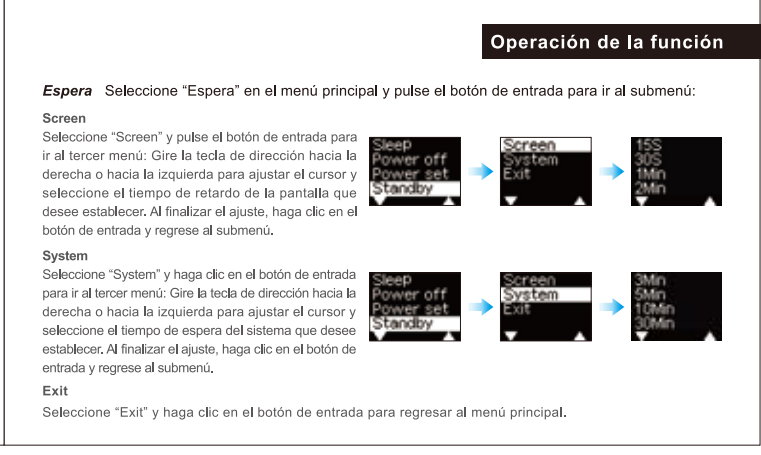 Operación de la función
Espera Seleccione “Espera” en el menú principal y pulse el botón de entrada para ir al submenú:
Screen
Seleccione “Screen” y pulse el botón de entrada para
ir al tercer menú: Gire la tecla de dirección hacia la
derecha o hacia la izquierda para ajustar el cursor y
seleccione el tiempo de retardo de la pantalla que
desee establecer. Al finalizar el ajuste, haga clic en el
botón de entrada y regrese al submenú.
Sleep
Power off
Power set
Standby
Screen
System
Exit
15S
30S
1Min
2Min
System
Seleccione “System” y haga clic en el botón de entrada
para ir al tercer menú: Gire la tecla de dirección hacia la
derecha o hacia la izquierda para ajustar el cursor y
seleccione el tiempo de espera del sistema que desee
establecer. Al finalizar el ajuste, haga clic en el botón de
entrada y regrese al submenú.
Sleep
Power off
Power set
Standby
Screen
System
Exit
3Min
5Min
10Min
30Min
Exit
Seleccione “Exit” y haga clic en el botón de entrada para regresar al menú principal.